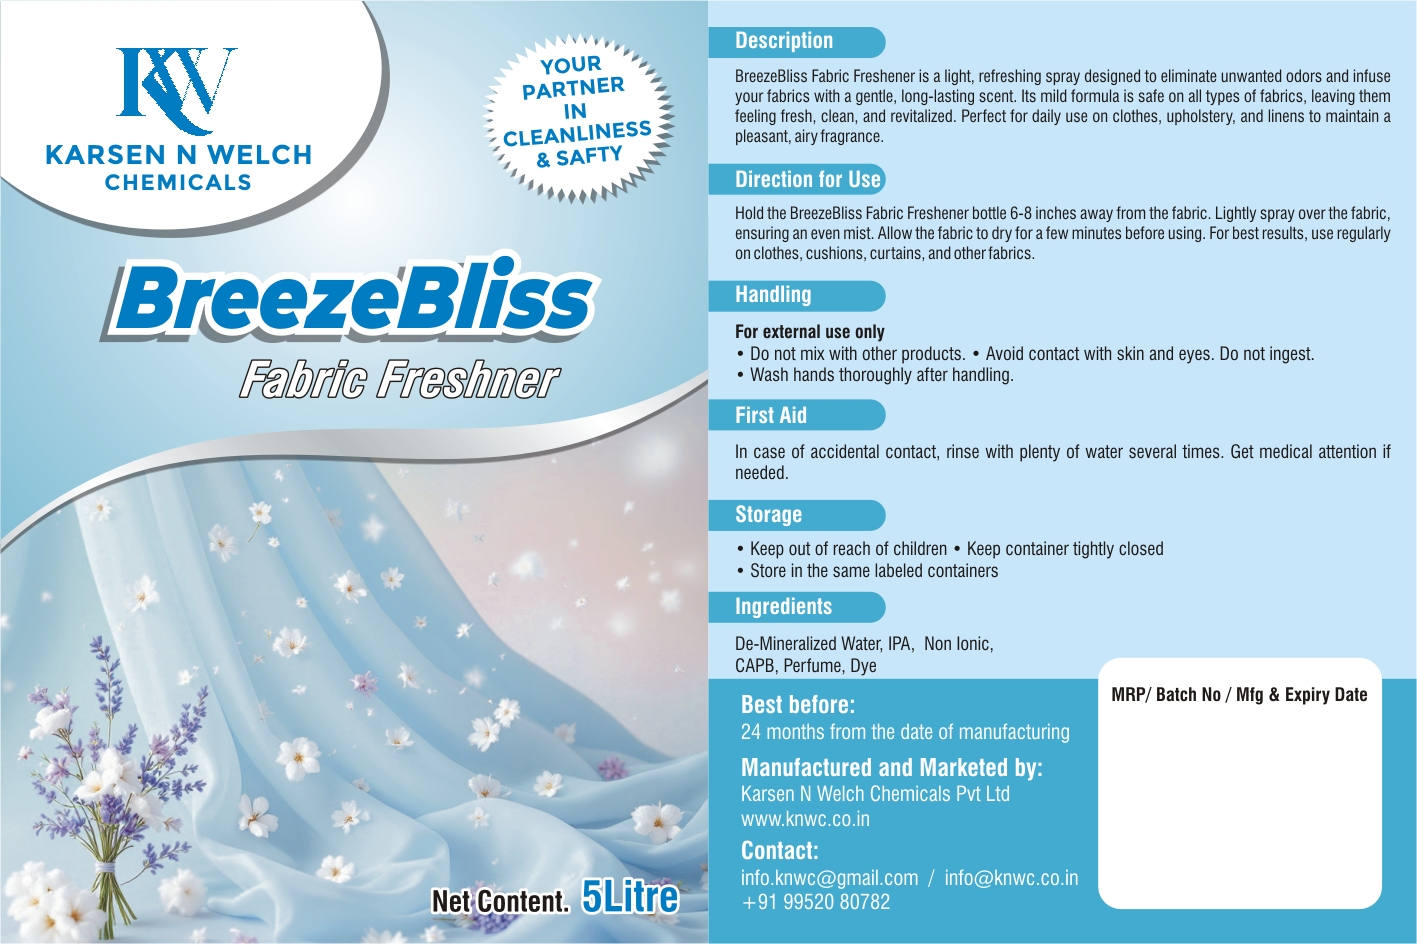 KNW
KARSEN N WELCH
CHEMICALS
YOUR
PARTNER
IN
CLEANLINESS
& SAFTY
BreezeBliss
Fabric Freshner
Net Content. 5Litre
Description
BreezeBliss Fabric Freshener is a light, refreshing spray designed to eliminate unwanted odors and infuse
your fabrics with a gentle, long-lasting scent. Its mild formula is safe on all types of fabrics, leaving them
feeling fresh, clean, and revitalized. Perfect for daily use on clothes, upholstery, and linens to maintain a
pleasant, airy fragrance.
Direction for Use
Hold the BreezeBliss Fabric Freshener bottle 6-8 inches away from the fabric. Lightly spray over the fabric,
ensuring an even mist. Allow the fabric to dry for a few minutes before using. For best results, use regularly
on clothes, cushions, curtains, and other fabrics.
Handling
For external use only
• Do not mix with other products. • Avoid contact with skin and eyes. Do not ingest.
• Wash hands thoroughly after handling.
First Aid
In case of accidental contact, rinse with plenty of water several times. Get medical attention if
needed.
Storage
• Keep out of reach of children • Keep container tightly closed
• Store in the same labeled containers
Ingredients
De-Mineralized Water, IPA, Non Ionic,
CAPB, Perfume, Dye
Best before:
24 months from the date of manufacturing
Manufactured and Marketed by:
Karsen N Welch Chemicals Pvt Ltd
www.knwc.co.in
Contact:
info.knwc@gmail.com / info@knwc.co.in
+91 99520 80782
MRP/ Batch No / Mfg & Expiry Date